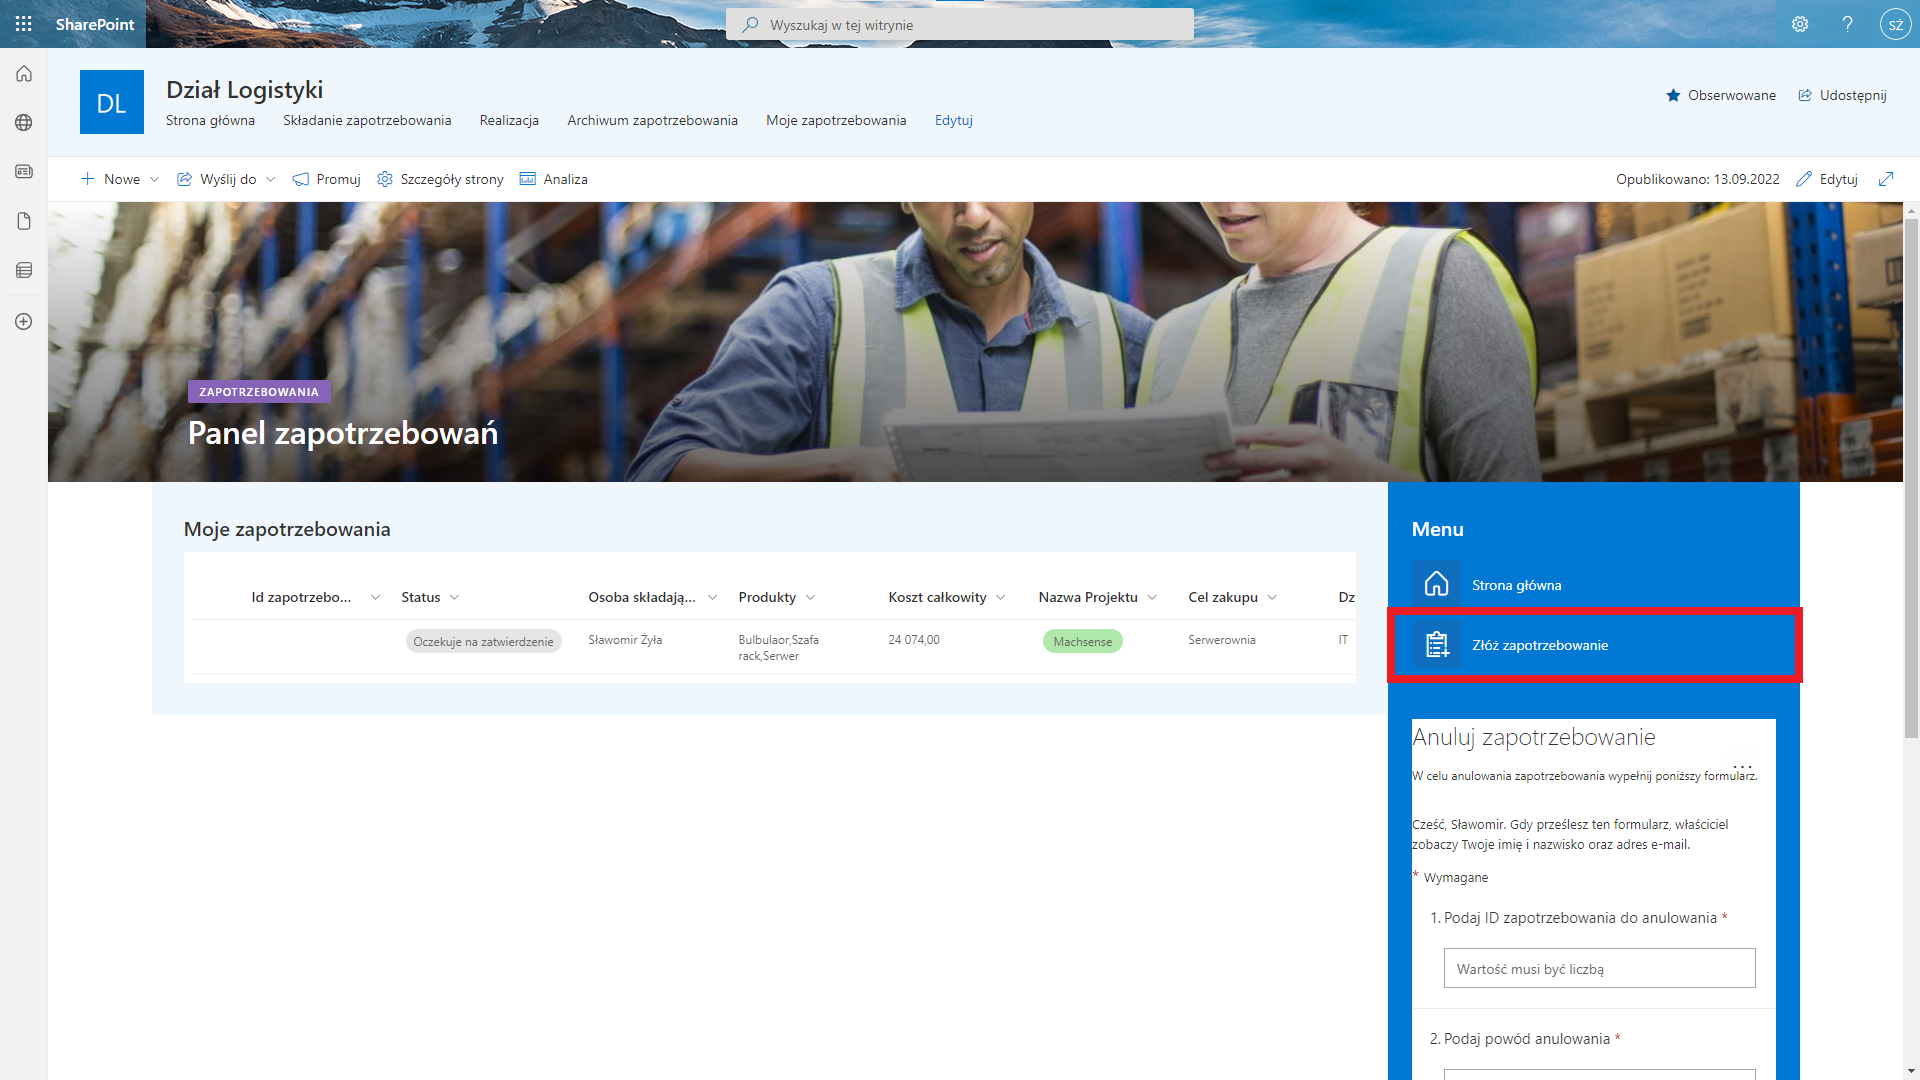 SharePoint
Wyszukaj w tej witrynie
SŻ
DL
Dział Logistyki
Obserwowane
Udostępnij
Strona główna
Składanie zapotrzebowania
Realizacja
Archiwum zapotrzebowania
Moje zapotrzebowania
Edytuj
Nowe
Wyślij do
Promuj
Szczegóły strony
Analiza
Opublikowano: 13.09.2022
Edytuj
ZAPOTRZEBOWANIA
Panel zapotrzebowań
Moje zapotrzebowania
Id zapotrzebo...
Status
Osoba składają...
Produkty
Koszt całkowity
Nazwa Projektu
Cel zakupu
Dz
Oczekuje na zatwierdzenie
Sławomir Żyła
Bulbulaor,Szafa
rack,Serwer
24 074,00
Machsense
Serwerownia
IT
Menu
Strona główna
Złóż zapotrzebowanie
Anuluj zapotrzebowanie
...
W celu anulowania zapotrzebowania wypełnij poniższy formularz.
Cześć, Sławomir. Gdy prześlesz ten formularz, właściciel
zobaczy Twoje imię i nazwisko oraz adres e-mail.
* Wymagane
1. Podaj ID zapotrzebowania do anulowania *
Wartość musi być liczbą
2. Podaj powód anulowania *